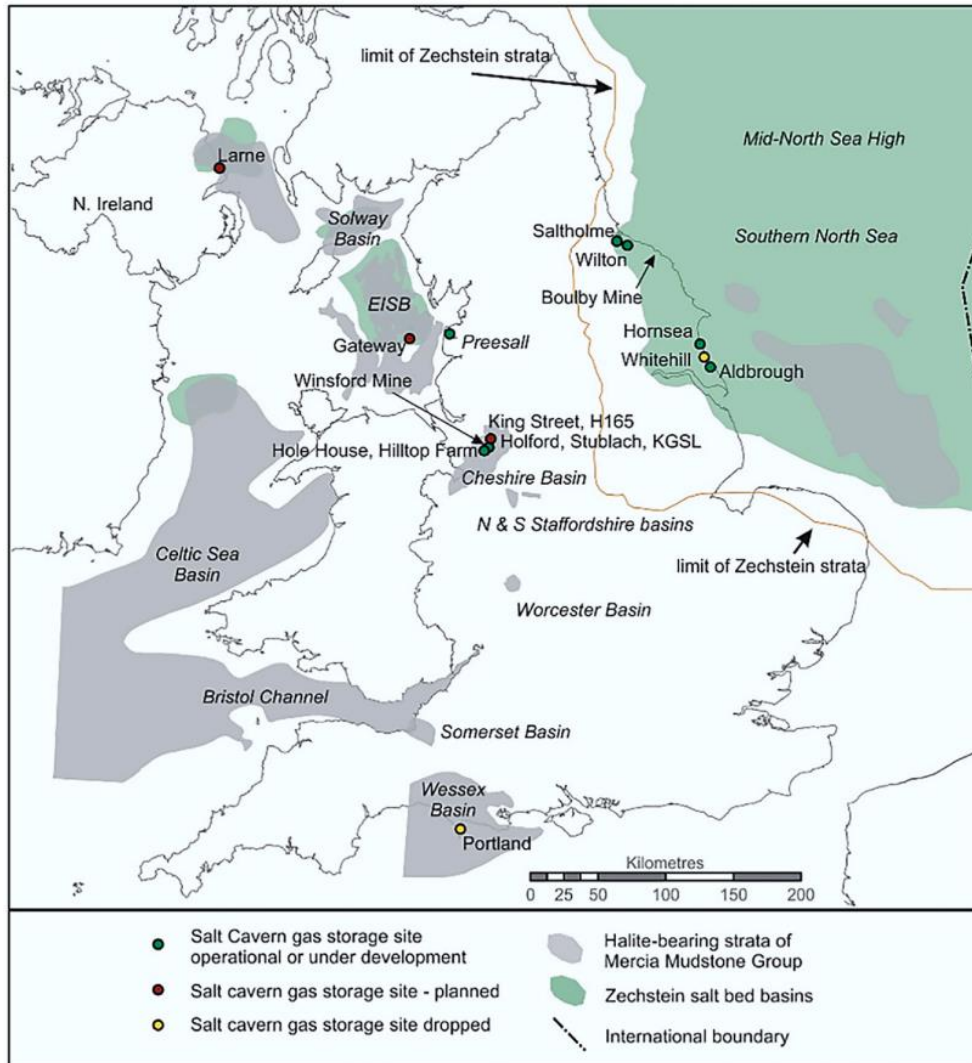 limit of Zechstein strata
Mid-North Sea High
Larne
N. Ireland
Solway
Basin
Saltholme
Wilton
Southern North Sea
Boulby Mine
EISB
Gateway
Preesall
Hornsea
Whitehill
Aldbrough
Winsford Mine
King Street, H165
Holford, Stublach, KGSL
Hole House, Hilltop Farm
Cheshire Basin
N & S Staffordshire basins
limit of Zechstein strata
Celtic Sea
Basin
Worcester Basin
Bristol Channel
Somerset Basin
Wessex
Basin
Portland
Kilometres
0 25 50 100 150 200
Salt Cavern gas storage site
operational or under development
Salt cavern gas storage site - planned
Salt cavern gas storage site dropped
Halite-bearing strata of
Mercia Mudstone Group
Zechstein salt bed basins
International boundary